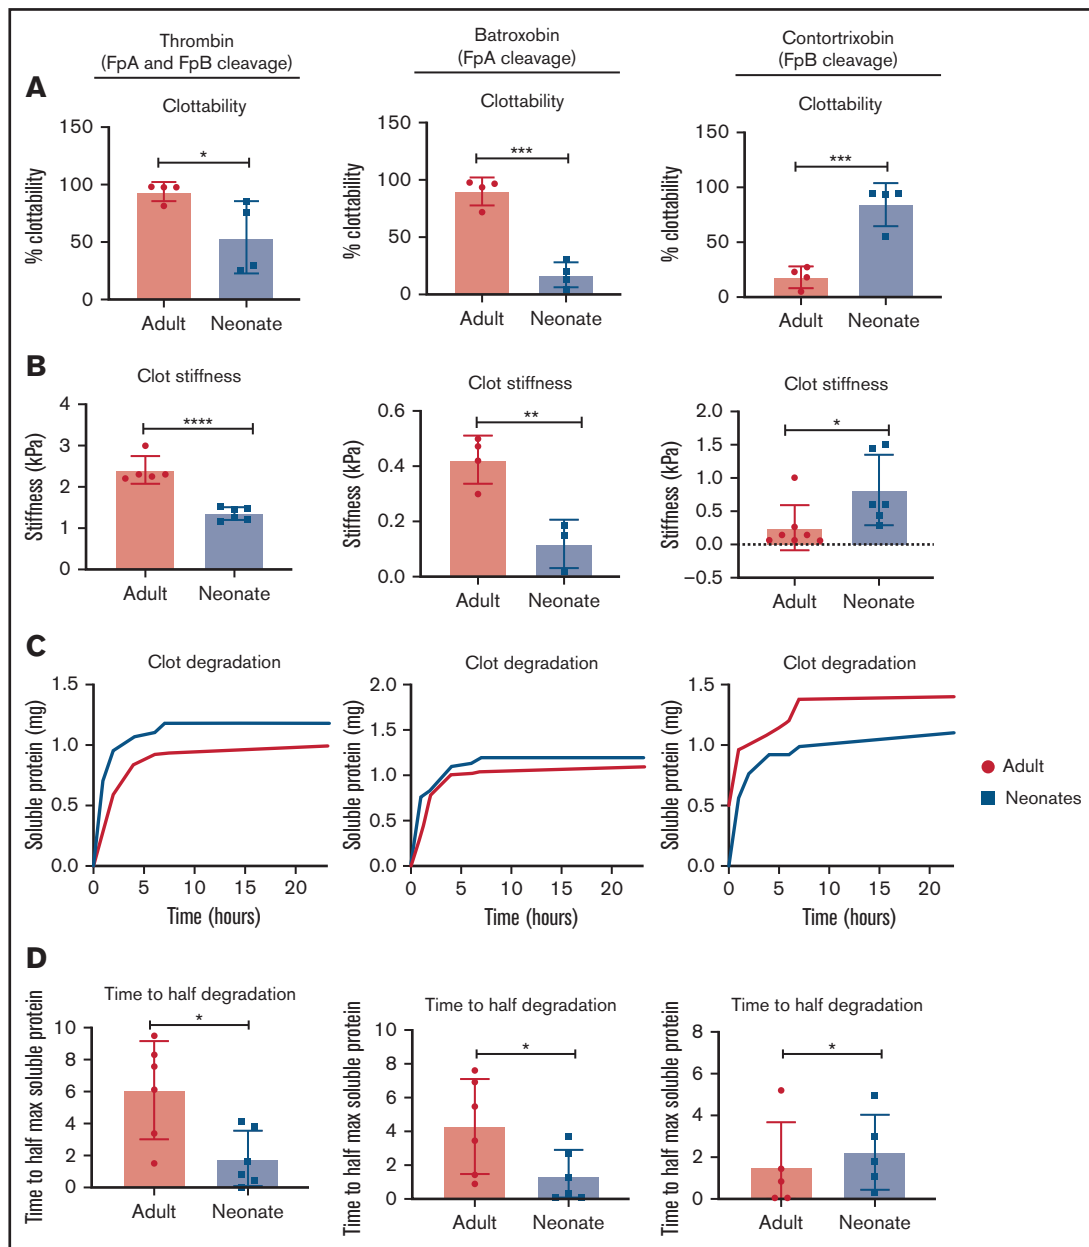 Thrombin
(FpA and FpB cleavage)
Batroxobin
(FpA cleavage)
Contortrixobin
(FpB cleavage)
A
Clottability
% clottability
150
100
50
0
*
Adult
Neonate
Clottability
% clottability
150
100
50
0
***
Adult
Neonate
Clottability
% clottability
150
100
50
0
***
Adult
Neonate
B
Clot stiffness
Stiffness (kPa)
4
3
2
1
0
****
Adult
Neonate
Clot stiffness
Stiffness (kPa)
0.6
0.4
0.2
0.0
**
Adult
Neonate
Clot stiffness
Stiffness (kPa)
2.0
1.5
1.0
0.5
0.0
−0.5
*
Adult
Neonate
C
Clot degradation
Soluble protein (mg)
1.5
1.0
0.5
0.0
0 5 10 15 20
Time (hours)
Clot degradation
Soluble protein (mg)
2.0
1.5
1.0
0.5
0.0
0 5 10 15 20
Time (hours)
Clot degradation
Soluble protein (mg)
1.5
1.0
0.5
0.0
0 5 10 15 20
Time (hours)
Adult
Neonates
D
Time to half degradation
Time to half max soluble protein
10
8
6
4
2
0
*
Adult
Neonate
Time to half degradation
Time to half max soluble protein
10
8
6
4
2
0
*
Adult
Neonate
Time to half degradation
Time to half max soluble protein
8
6
4
2
0
*
Adult
Neonate